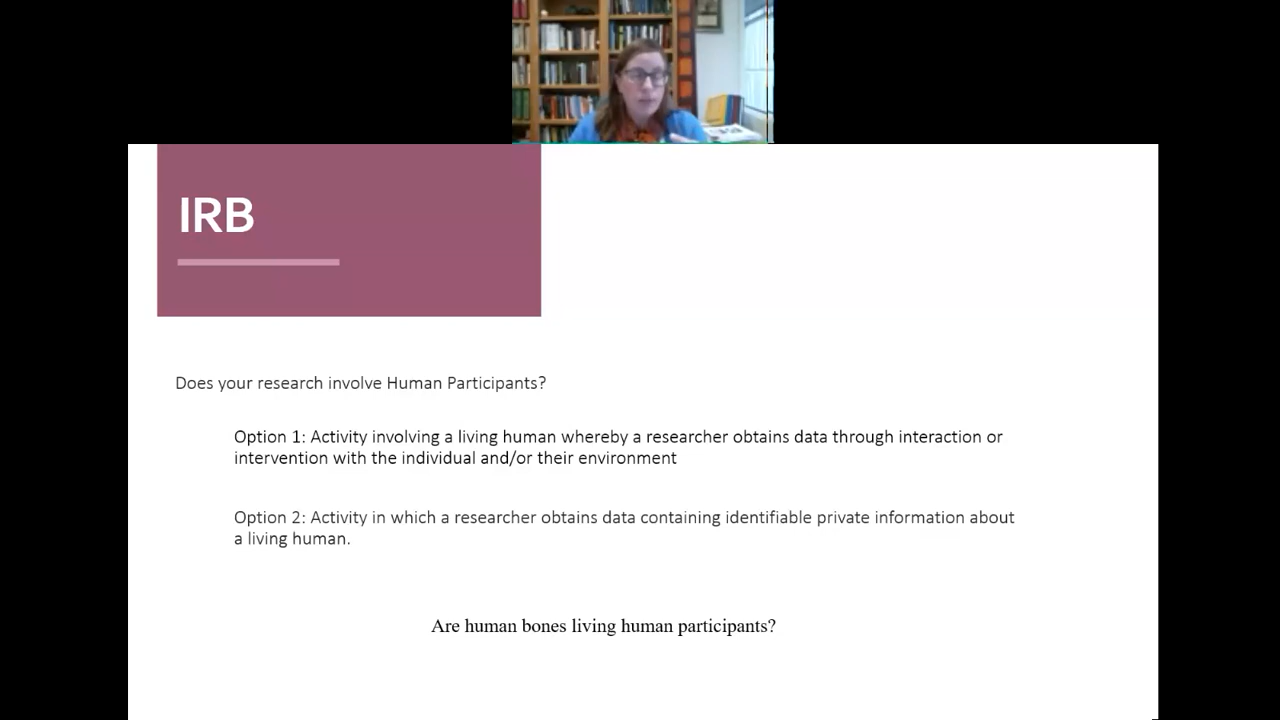 IRB
Does your research involve Human Participants?
Option 1: Activity involving a living human whereby a researcher obtains data through interaction or
intervention with the individual and/or their environment
Option 2: Activity in which a researcher obtains data containing identifiable private information about
a living human.
Are human bones living human participants?